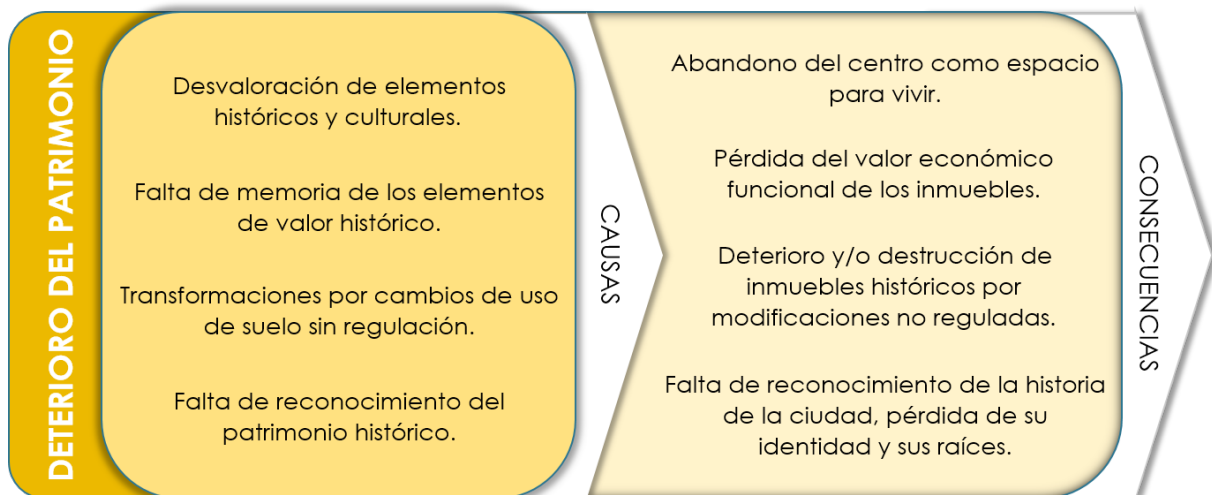 DETERIORO DEL PATRIMONIO
Desvaloración de elementos
históricos y culturales.
Falta de memoria de los elementos
de valor histórico.
Transformaciones por cambios de uso
de suelo sin regulación.
Falta de reconocimiento del
patrimonio histórico.
CAUSAS
Abandono del centro como espacio
para vivir.
Pérdida del valor económico
funcional de los inmuebles.
Deterioro y/o destrucción de
inmuebles históricos por
modificaciones no reguladas.
Falta de reconocimiento de la historia
de la ciudad, pérdida de su
identidad y sus raíces.
CONSECUENCIAS